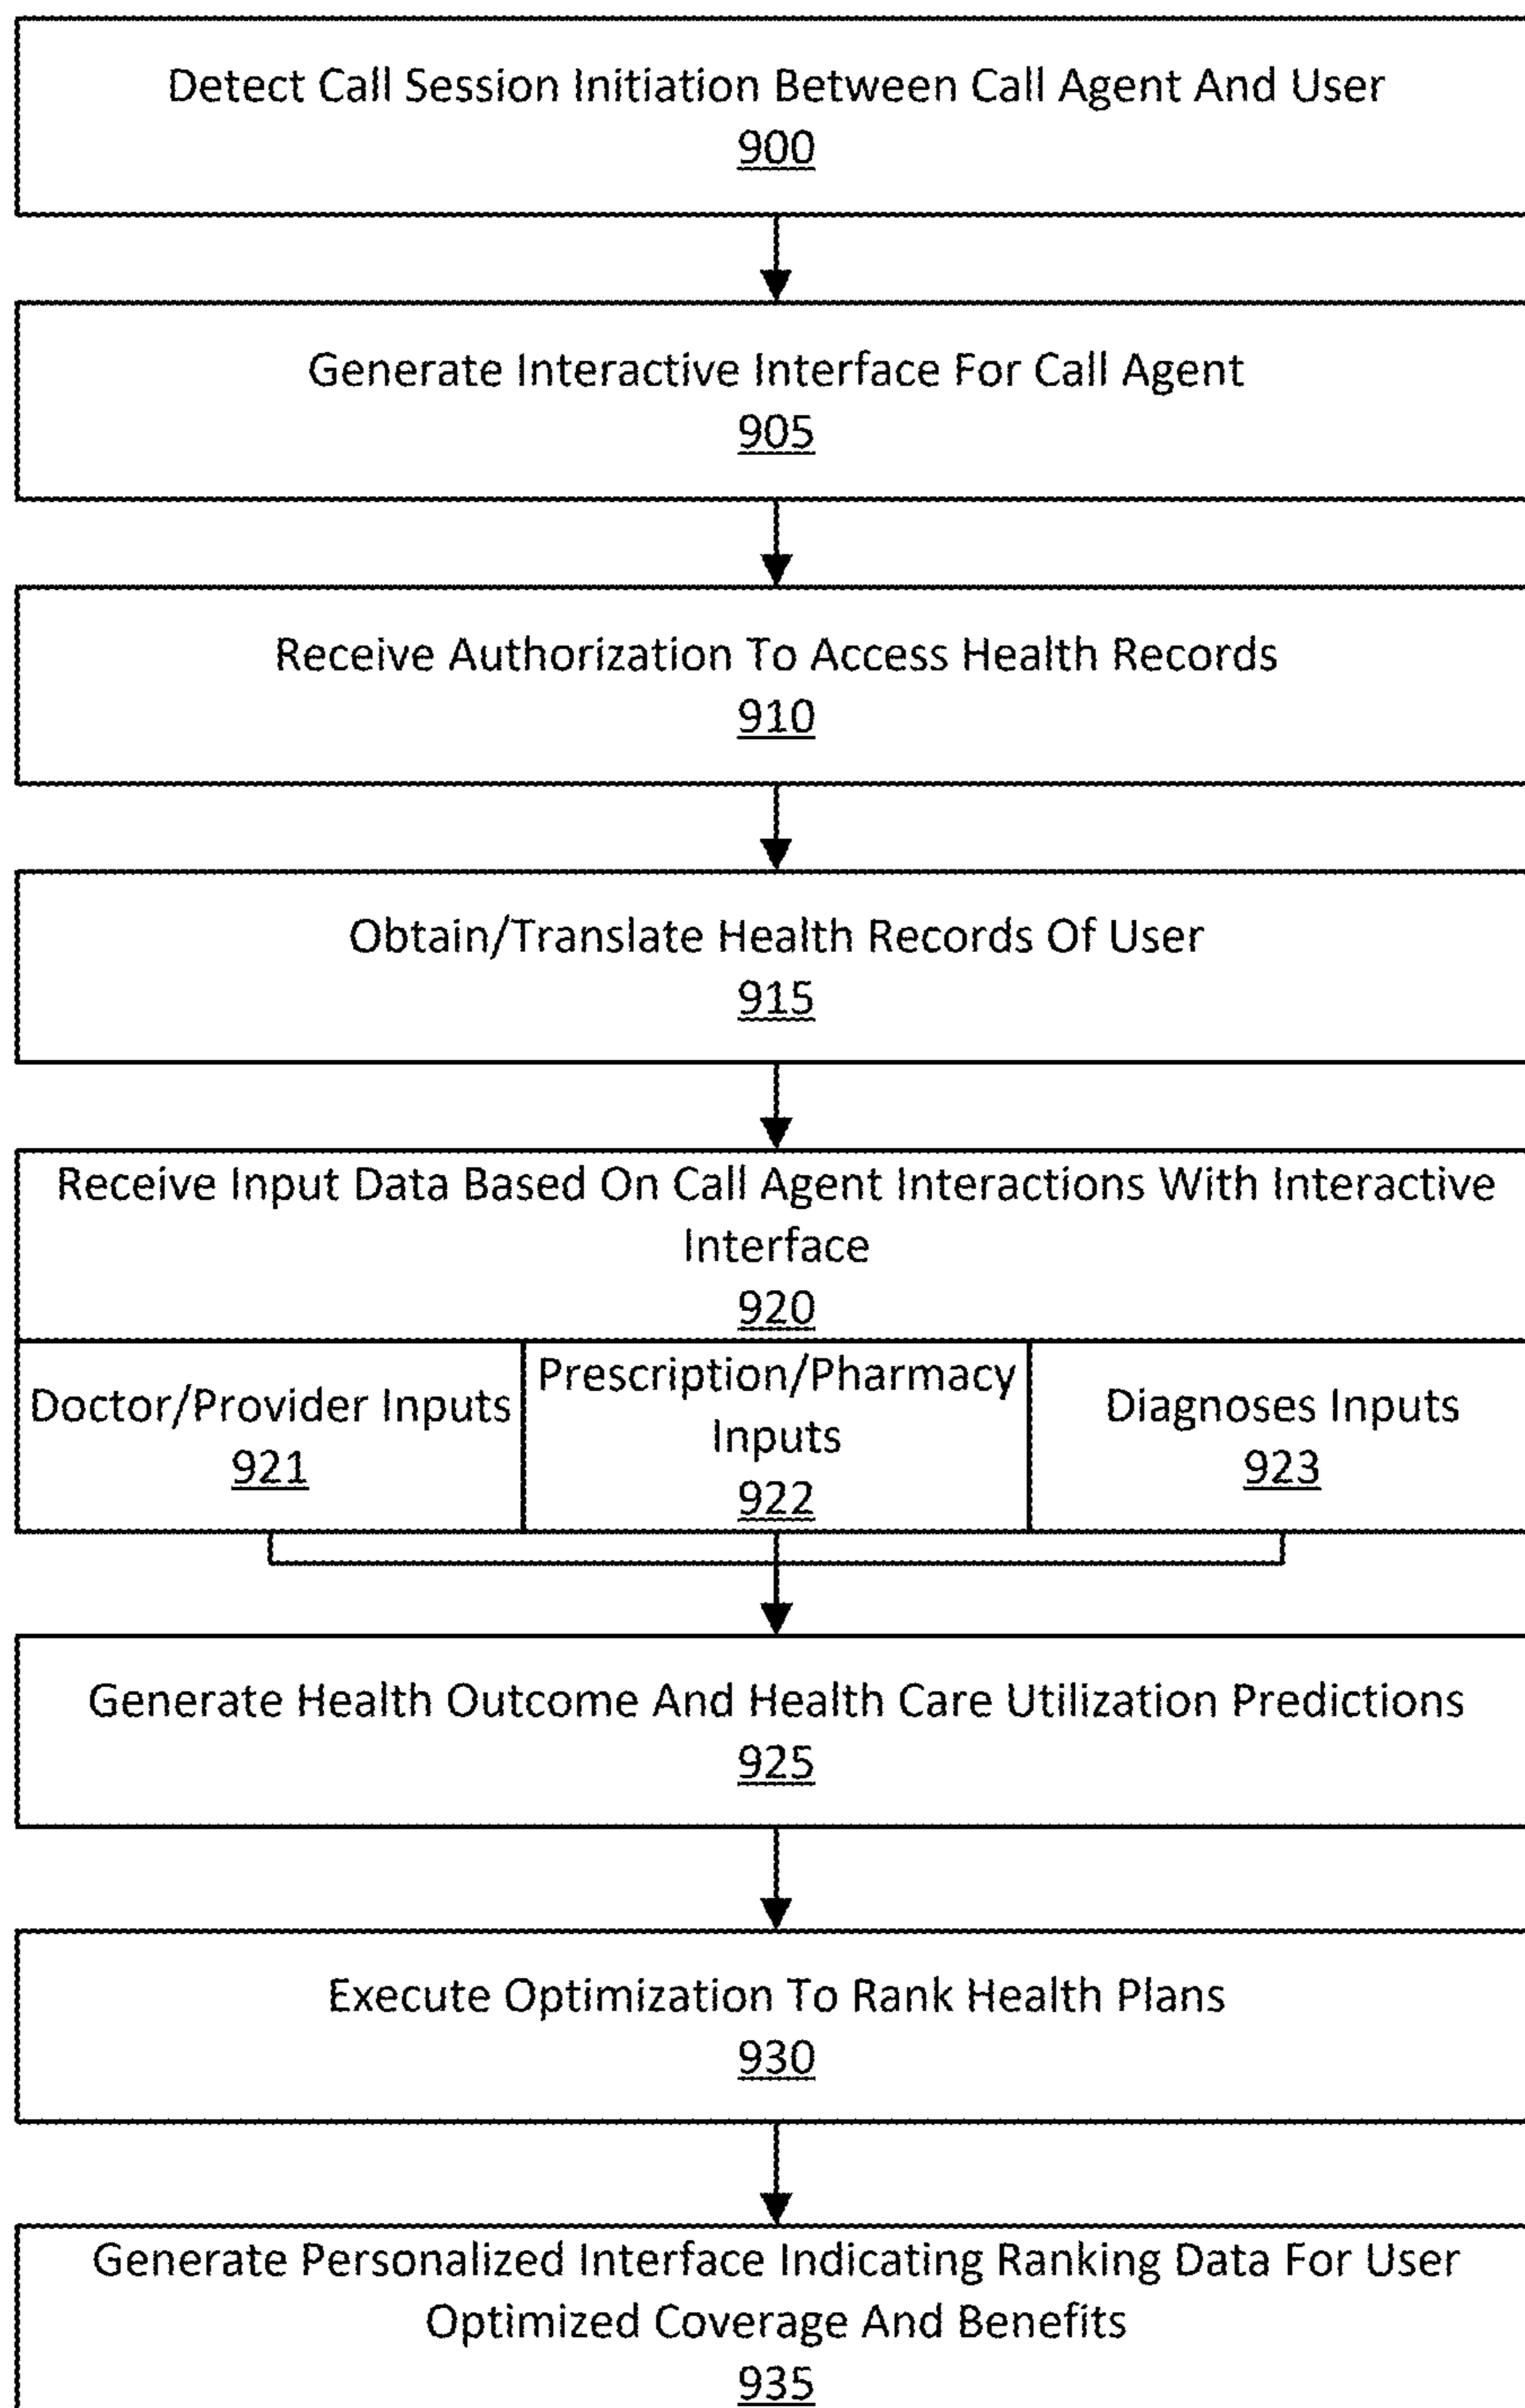 Detect Call Session Initiation Between Call Agent And User
900
Generate Interactive Interface For Call Agent
905
Receive Authorization To Access Health Records
910
Obtain/Translate Health Records Of User
915
Receive Input Data Based On Call Agent Interactions With Interactive
Interface
920
Doctor/Provider Inputs
921
Prescription/Pharmacy
Inputs
922
Diagnoses Inputs
923
Generate Health Outcome And Health Care Utilization Predictions
925
Execute Optimization To Rank Health Plans
930
Generate Personalized Interface Indicating Ranking Data For User
Optimized Coverage And Benefits
935